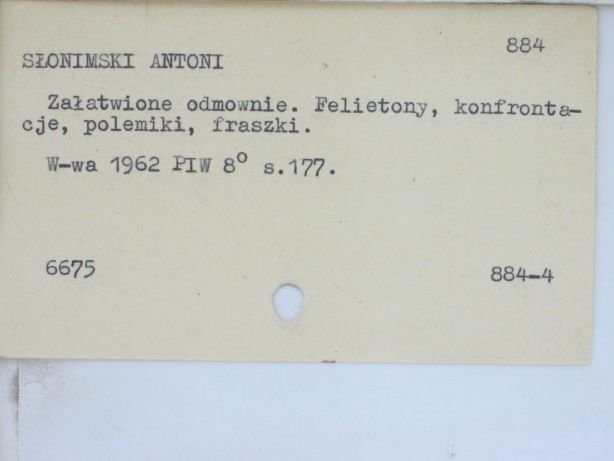 884
SŁONIMSKI ANTONI
Załatwione odmownie. Felietony, konfronta-
cje, polemiki, fraszki.
W-wa 1962 PIW 8° s.177.
6675 884-4